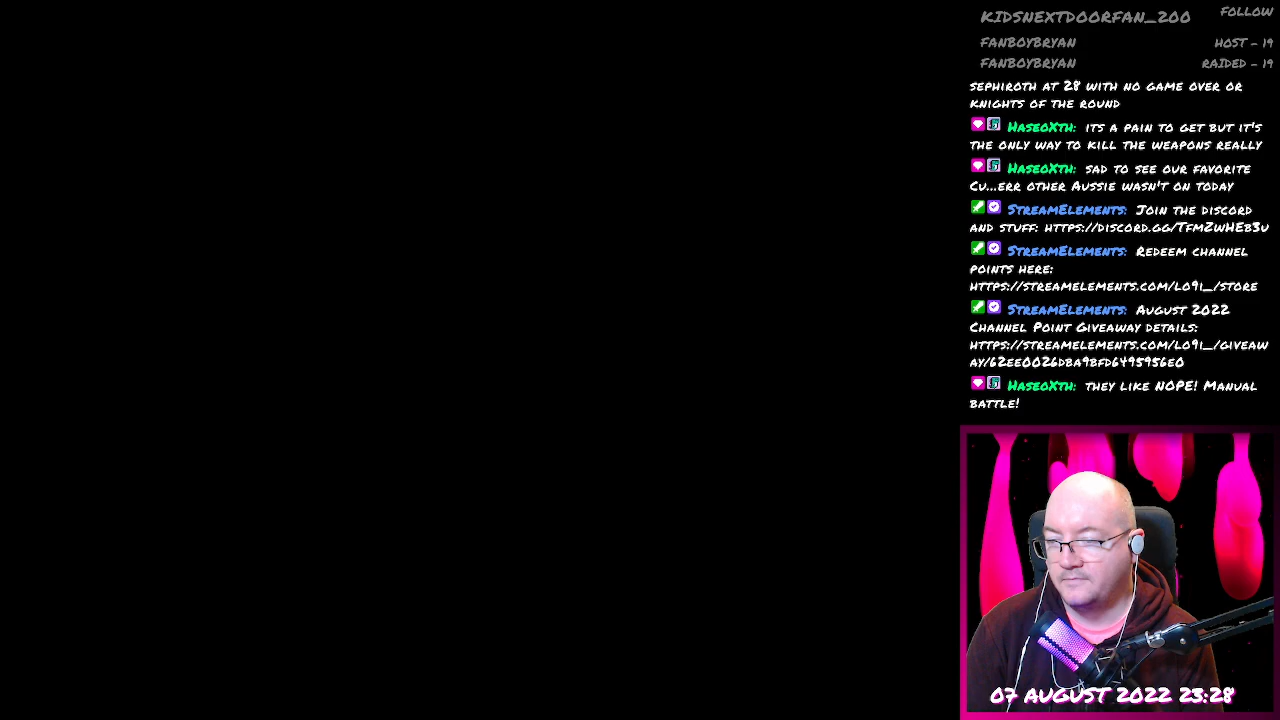 KIDSNEXTDOORFAN_200 FOLLOW
FANBOYBRYAN HOST - 19
FANBOYBRYAN RAIDED - 19
SEPHIROTH AT 28 WITH NO GAME OVER OR
KNIGHTS OF THE ROUND
HASEOXTH: ITS A PAIN TO GET BUT IT'S
THE ONLY WAY TO KILL THE WEAPONS REALLY
HASEOXTH: SAD TO SEE OUR FAVORITE
CU...ERR OTHER AUSSIE WASN'T ON TODAY
STREAMELEMENTS: JOIN THE DISCORD
AND STUFF: HTTPS://DISCORD.GG/TFMZWHEB3U
STREAMELEMENTS: REDEEM CHANNEL
POINTS HERE:
HTTPS://STREAMELEMENTS.COM/LO9I_/STORE
STREAMELEMENTS: AUGUST 2022
CHANNEL POINT GIVEAWAY DETAILS:
HTTPS://STREAMELEMENTS.COM/LO9I_/GIVEAW
AY/62EE0026DBA9BFD6495956E0
HASEOXTH: THEY LIKE NOPE! MANUAL
BATTLE!
07 AUGUST 2022 23:28